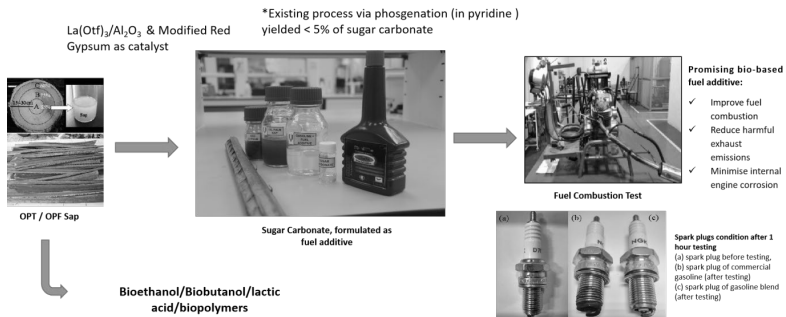 La(Otf)3/Al2O3 & Modified Red
Gypsum as catalyst
*Existing process via phosgenation (in pyridine )
yielded < 5% of sugar carbonate
A
Sap
OPT / OPF Sap
Sugar Carbonate, formulated as
fuel additive
Fuel Combustion Test
Promising bio-based
fuel additive:
✓ Improve fuel
combustion
✓ Reduce harmful
exhaust
emissions
✓ Minimise internal
engine corrosion
(a) (b) (c)
Spark plugs condition after 1
hour testing
(a) spark plug before testing,
(b) spark plug of commercial
gasoline (after testing)
(c) spark plug of gasoline blend
(after testing)
Bioethanol/Biobutanol/lactic
acid/biopolymers